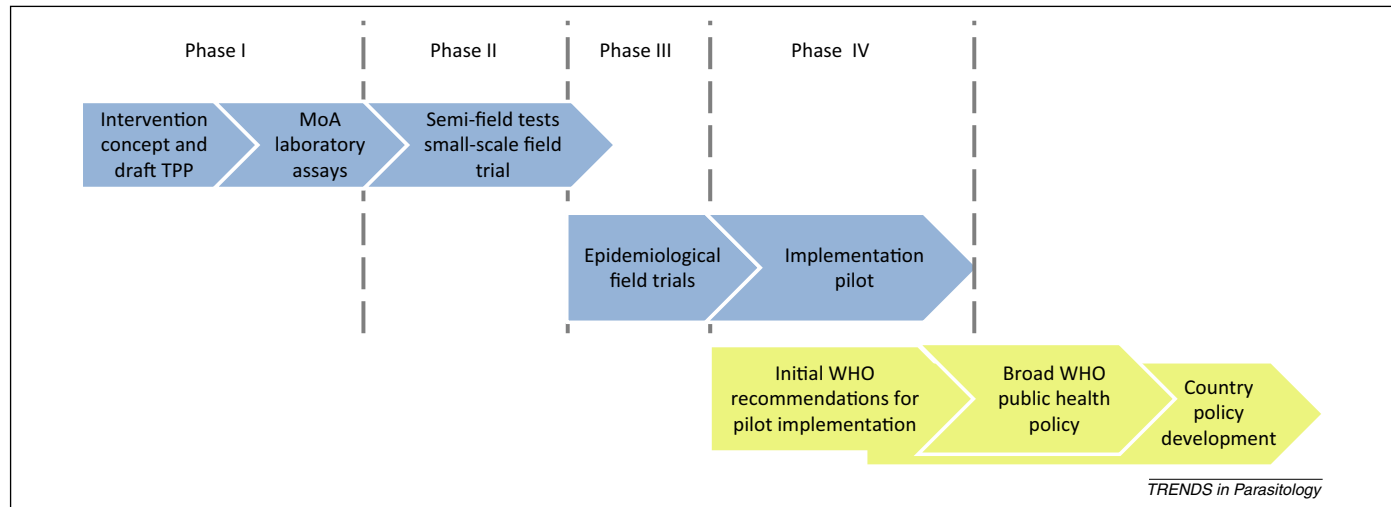 Phase I
Phase II
Phase III
Phase IV
Intervention
concept and
draft TPP
MoA
laboratory
assays
Semi-field tests
small-scale field
trial
Epidemiological
field trials
Implementation
pilot
Initial WHO
recommendations for
pilot implementation
Broad WHO
public health
policy
Country
policy
development
TRENDS in Parasitology